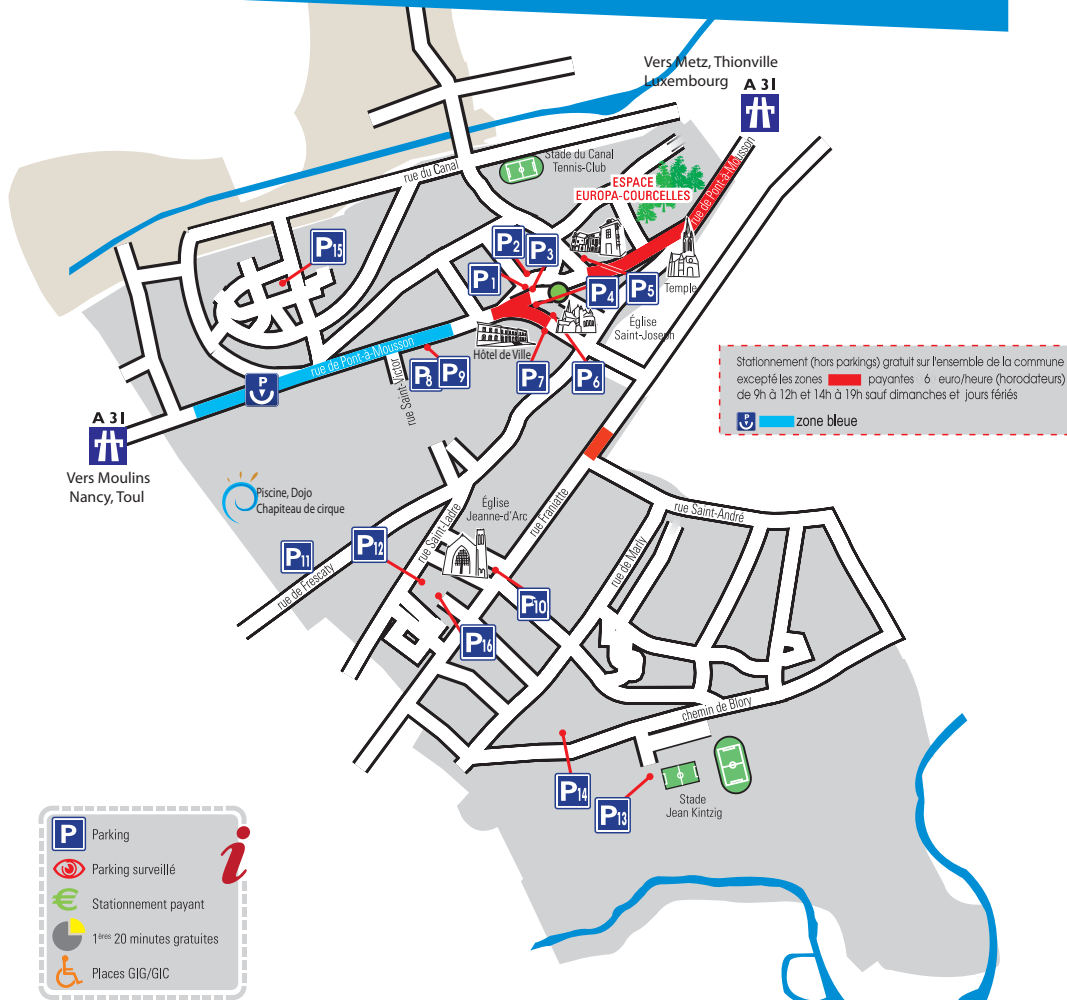 Vers Metz, Thionville
Luxembourg
A 31
rue du Canal
Stade du Canal
Tennis-Club
ESPACE
EUROPA-COURCELLES
rue de Pont-à-Mousson
P15
P2
P3
P1
P4
P5
Temple
Église
Saint-Joseph
Hôtel de Ville
rue de Pont-à-Mousson
rue Saint-Victor
P8
P9
P7
P6
P
A 31
Vers Moulins
Nancy, Toul
Stationnement (hors parkings) gratuit sur l'ensemble de la commune
excepté les zones payantes 6 euro/heure (horodateurs)
de 9h à 12h et 14h à 19h sauf dimanches et jours fériés
P zone bleue
Piscine, Dojo
Chapiteau de cirque
Église
Jeanne-d'Arc
rue Saint-Ladre
rue Franiatte
rue Saint-André
rue de Marly
P11
P12
rue de Frescaty
P10
P16
chemin de Blory
P14
P13
Stade
Jean Kintzig
i
P Parking
Parking surveillé
€ Stationnement payant
1ères 20 minutes gratuites
Places GIG/GIC